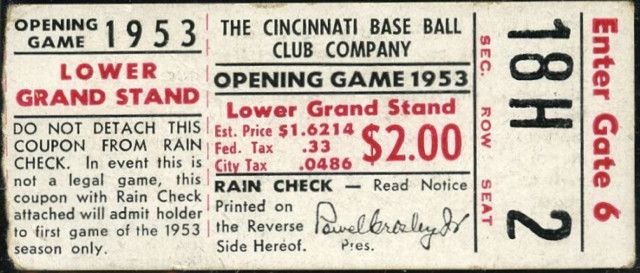 OPENING GAME 1953
LOWER
GRAND STAND
DO NOT DETACH THIS
COUPON FROM RAIN
CHECK. In event this is
not a legal game, this
coupon with Rain Check
attached will admit holder
to first game of the 1953
season only.
THE CINCINNATI BASE BALL
CLUB COMPANY
OPENING GAME 1953
Lower Grand Stand
Est. Price $1.6214
Fed. Tax .33
City Tax .0486
$2.00
RAIN CHECK — Read Notice
Printed on
the Reverse
Side Hereof.
Powel Crosley Jr
Pres.
SEC. ROW SEAT
18 H 2
Enter Gate 6